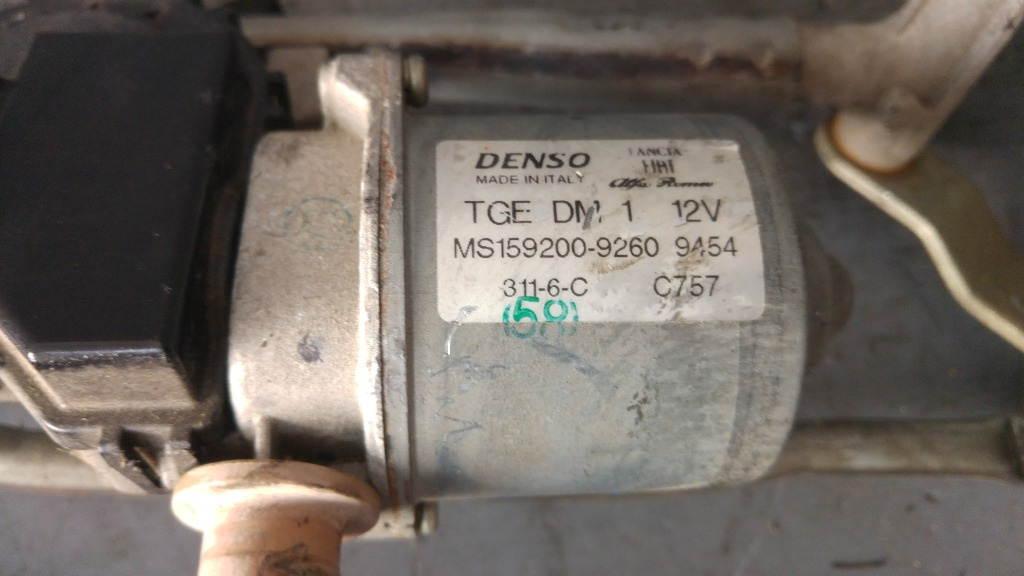 DENSO
MADE IN ITALY
LANCIA
FIAT
Alfa Romeo
TGE DM 1 12V
MS159200-9260 9454
311-6-C C757
(58)